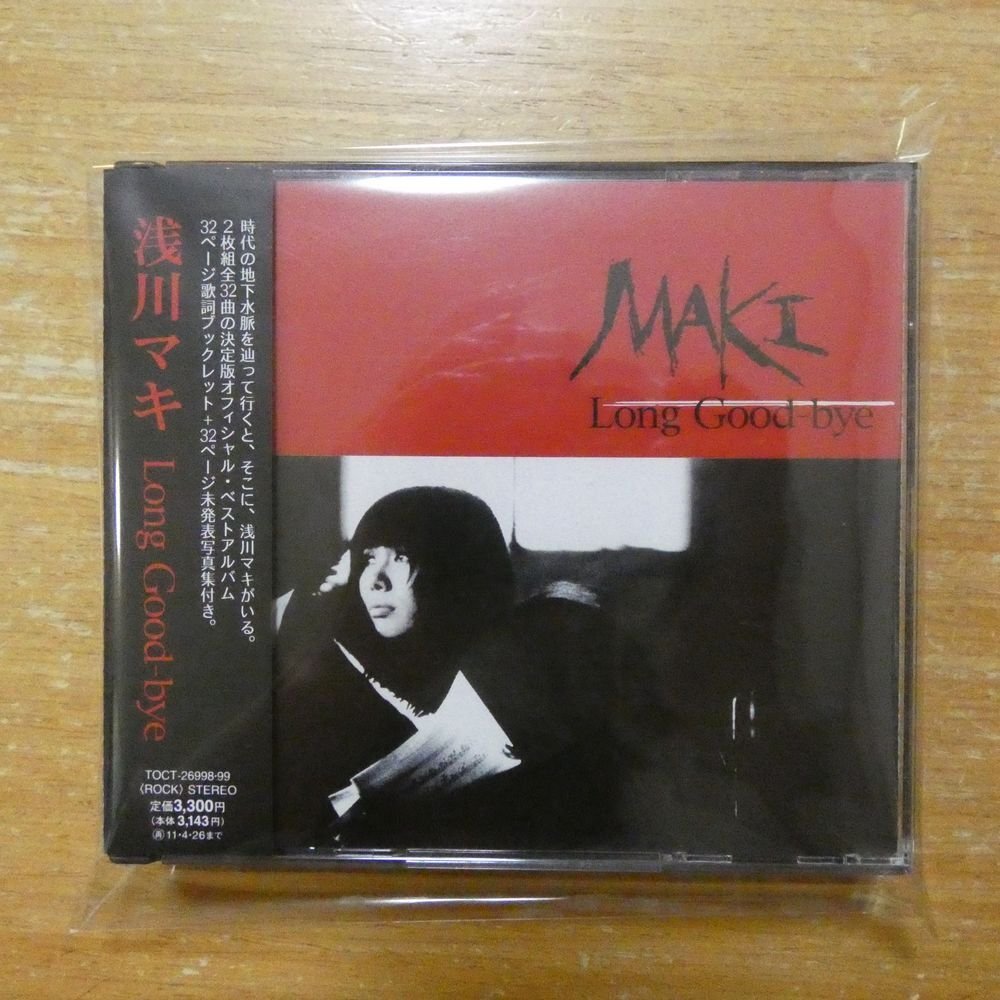 浅川マキ Long Good-bye
時代の地下水脈を辿って行くと、そこに、浅川マキがいる。
2枚組全32曲の決定版オフィシャル・ベストアルバム
32ページ歌詞ブックレット+32ページ未発表写真集付き。
TOCT-26998・99
〈ROCK〉 STEREO
定価3,300円
(本体 3,143円)
Ⓡ11・4・26まで
MAKI
Long Good-bye